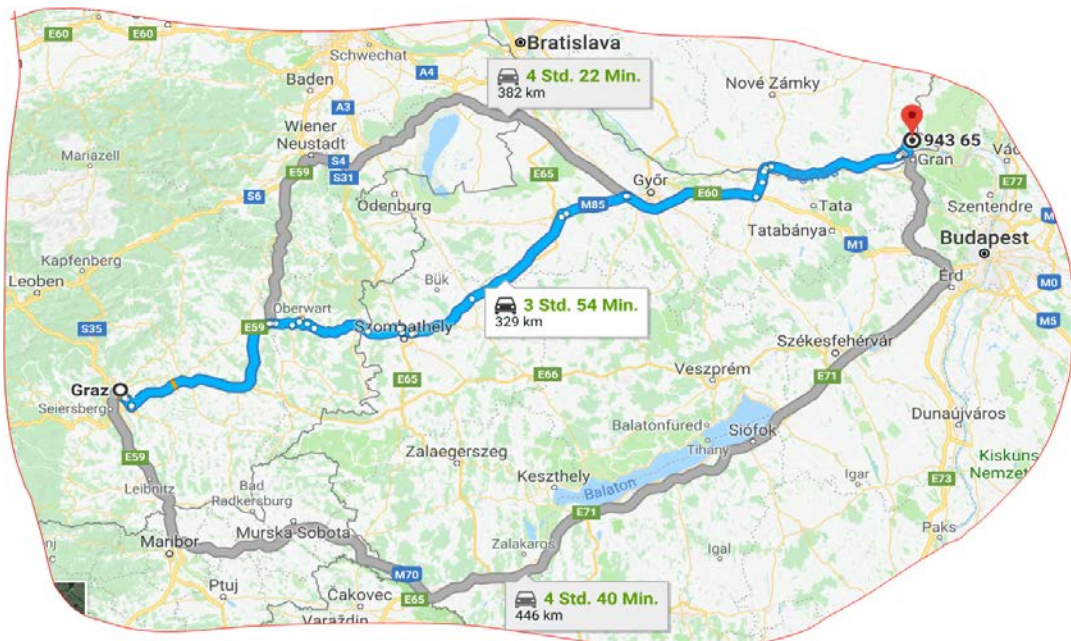 E60
E60
Bratislava
Schwechat
4 Std. 22 Min.
382 km
A4
Baden
Nové Zámky
A3
Wiener
Neustadt
943 65
Mariazell
S4
S31
E59
Gran
S6
E65
Győr
E77
Ödenburg
M85
E60
Szentendre
Tata
Tatabánya
Budapest
Kapfenberg
M1
Leoben
Bük
Érd
M0
3 Std. 54 Min.
329 km
Oberwart
M5
S35
E59
Szombathely
Székesfehérvár
Veszprém
E65
E66
E71
Graz
Seiersberg
Balatonfüred
Dunaújváros
Tihany
Siófok
Zalaegerszeg
E59
Keszthely
Balaton
Igar
E73
Kiskuns
Nemzet
Leibnitz
Bad
Radkersburg
E71
Murska Sobota
Paks
Maribor
Zalakaros
Igal
M70
Ptuj
Čakovec
E65
4 Std. 40 Min.
446 km
Varaždin